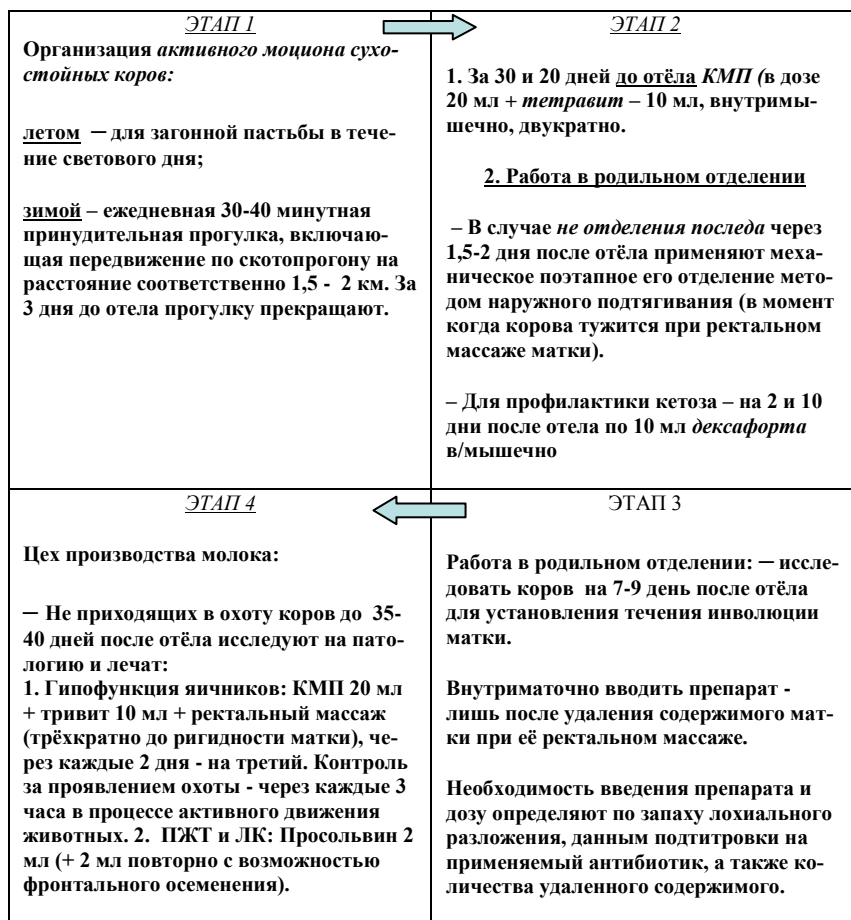 ЭТАП 1
Организация активного моциона сухо-
стойных коров:
летом – для загонной пастьбы в тече-
ние светового дня;
зимой – ежедневная 30-40 минутная
принудительная прогулка, включаю-
щая передвижение по скотопрогону на
расстояние соответственно 1,5 - 2 км. За
3 дня до отела прогулку прекращают.
ЭТАП 2
1. За 30 и 20 дней до отёла КМП (в дозе
20 мл + тетравит – 10 мл, внутримы-
шечно, двукратно.
2. Работа в родильном отделении
– В случае не отделения последа через
1,5-2 дня после отёла применяют меха-
ническое поэтапное его отделение мето-
дом наружного подтягивания (в момент
когда корова тужится при ректальном
массаже матки).
– Для профилактики кетоза – на 2 и 10
дни после отела по 10 мл дексафорта
в/мышечно
ЭТАП 4
Цех производства молока:
– Не приходящих в охоту коров до 35-
40 дней после отёла исследуют на пато-
логию и лечат:
1. Гипофункция яичников: КМП 20 мл
+ тривит 10 мл + ректальный массаж
(трёхкратно до ригидности матки), че-
рез каждые 2 дня - на третий. Контроль
за проявлением охоты - через каждые 3
часа в процессе активного движения
животных. 2. ПЖТ и ЛК: Просольвин 2
мл (+ 2 мл повторно с возможностью
фронтального осеменения).
ЭТАП 3
Работа в родильном отделении: – иссле-
довать коров на 7-9 день после отёла
для установления течения инволюции
матки.
Внутриматочно вводить препарат -
лишь после удаления содержимого мат-
ки при её ректальном массаже.
Необходимость введения препарата и
дозу определяют по запаху лохиального
разложения, данным подтитровки на
применяемый антибиотик, а также ко-
личества удаленного содержимого.